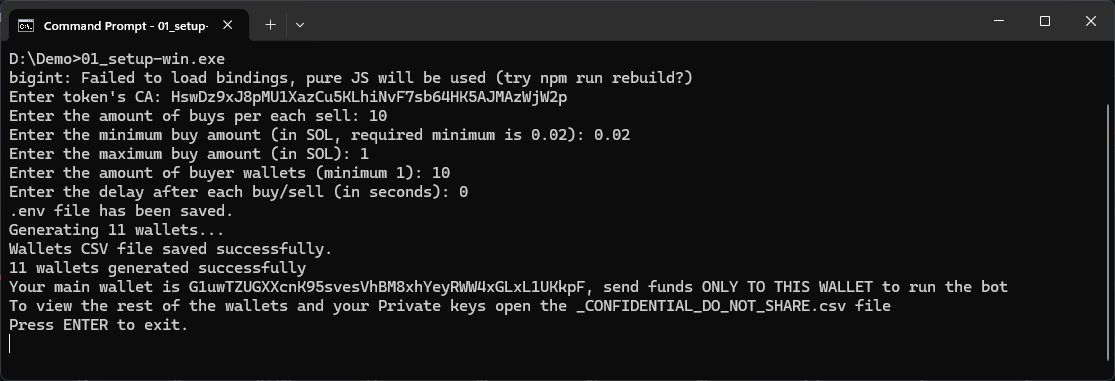 Command Prompt - 01_setup-
D:\Demo>01_setup-win.exe
bigint: Failed to load bindings, pure JS will be used (try npm run rebuild?)
Enter token's CA: HswDz9xJ8pMU1XazCu5KLhiNvF7sb64HK5AJMAzWjW2p
Enter the amount of buys per each sell: 10
Enter the minimum buy amount (in SOL, required minimum is 0.02): 0.02
Enter the maximum buy amount (in SOL): 1
Enter the amount of buyer wallets (minimum 1): 10
Enter the delay after each buy/sell (in seconds): 0
.env file has been saved.
Generating 11 wallets...
Wallets CSV file saved successfully.
11 wallets generated successfully
Your main wallet is G1uwTZUGXXcnK95svesVhBM8xhYeyRWW4xGLxL1UKkpF, send funds ONLY TO THIS WALLET to run the bot
To view the rest of the wallets and your Private keys open the _CONFIDENTIAL_DO_NOT_SHARE.csv file
Press ENTER to exit.